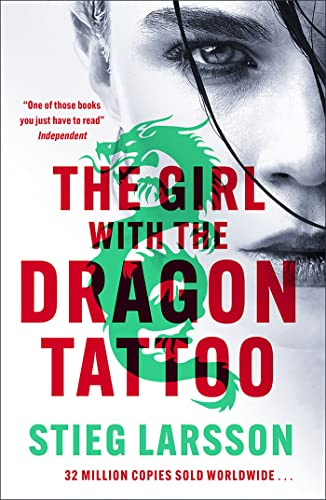 “One of those books
you just have to read”
Independent
THE GIRL
WITH THE
DRAGON
TATTOO
STIEG LARSSON
32 MILLION COPIES SOLD WORLDWIDE . . .